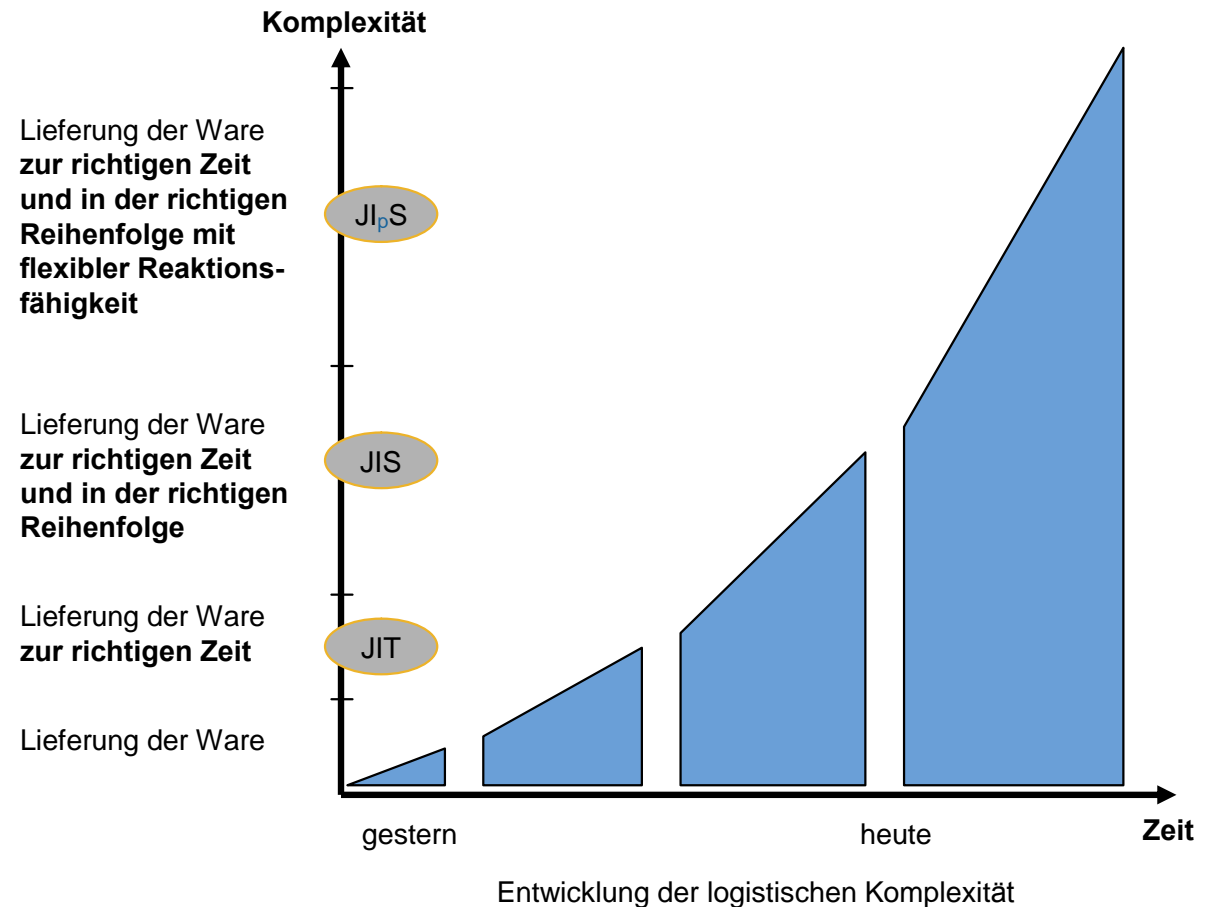 Komplexität
Lieferung der Ware
zur richtigen Zeit
und in der richtigen
Reihenfolge mit
flexibler Reaktions-
fähigkeit
JIpS
Lieferung der Ware
zur richtigen Zeit
und in der richtigen
Reihenfolge
JIS
Lieferung der Ware
zur richtigen Zeit
JIT
Lieferung der Ware
gestern
heute
Zeit
Entwicklung der logistischen Komplexität